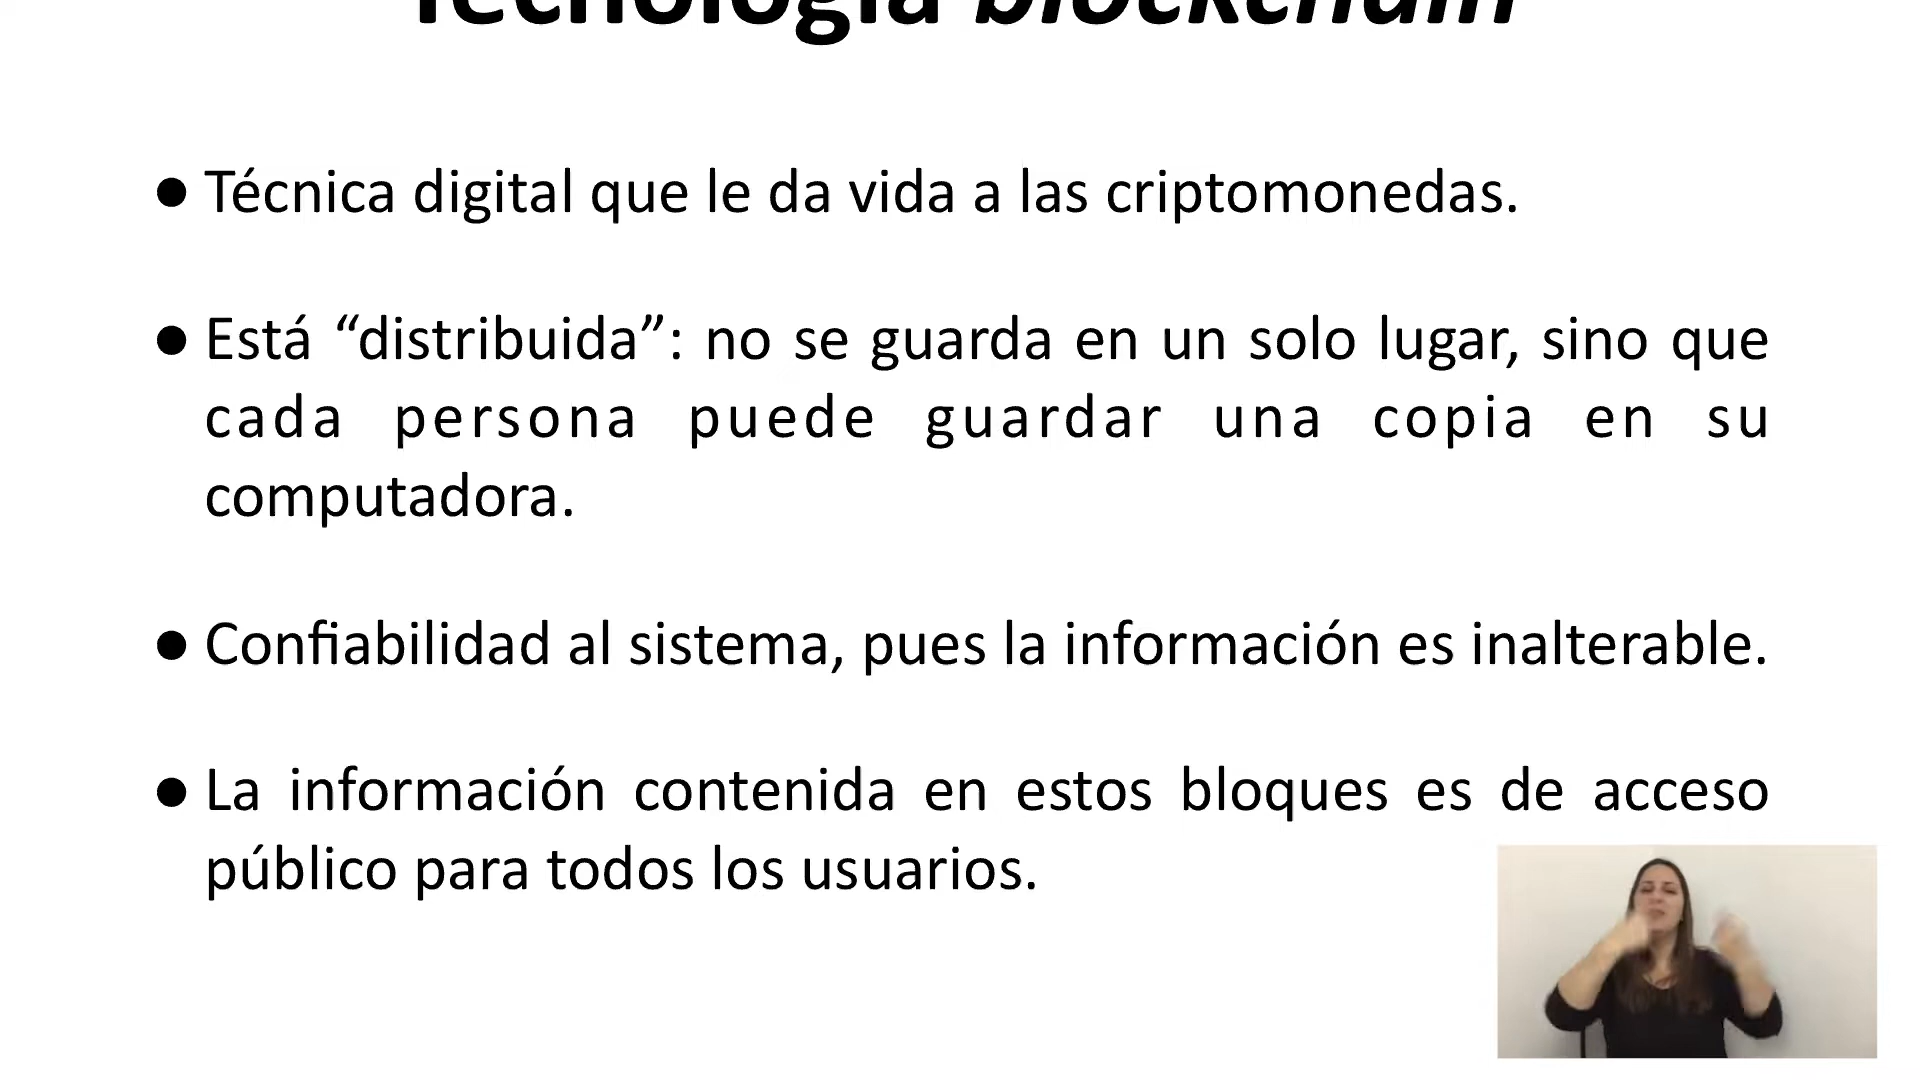 Tecnología blockchain
● Técnica digital que le da vida a las criptomonedas.
● Está “distribuida”: no se guarda en un solo lugar, sino que
cada persona puede guardar una copia en su
computadora.
● Confiabilidad al sistema, pues la información es inalterable.
● La información contenida en estos bloques es de acceso
público para todos los usuarios.